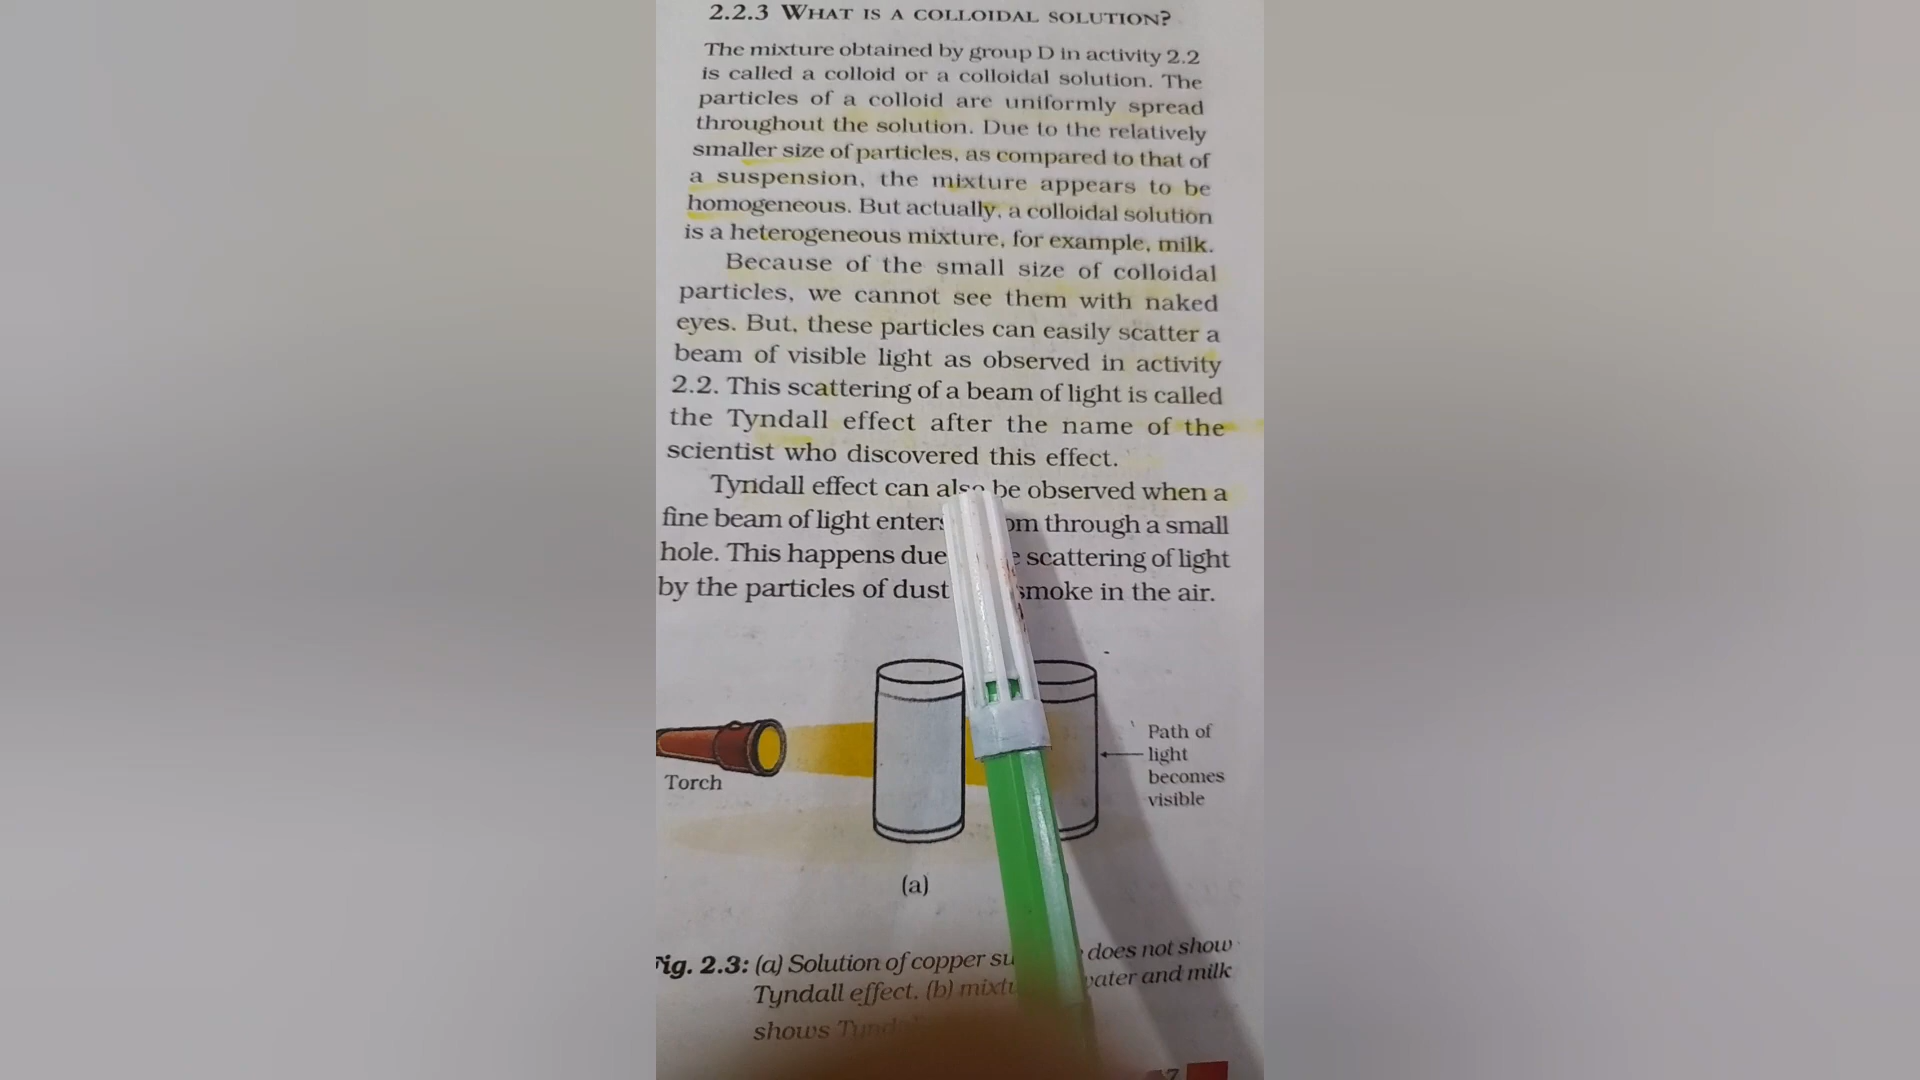 2.2.3 WHAT IS A COLLOIDAL SOLUTION?
The mixture obtained by group D in activity 2.2
is called a colloid or a colloidal solution. The
particles of a colloid are uniformly spread
throughout the solution. Due to the relatively
smaller size of particles, as compared to that of
a suspension, the mixture appears to be
homogeneous. But actually, a colloidal solution
is a heterogeneous mixture, for example, milk.
Because of the small size of colloidal
particles, we cannot see them with naked
eyes. But, these particles can easily scatter a
beam of visible light as observed in activity
2.2. This scattering of a beam of light is called
the Tyndall effect after the name of the
scientist who discovered this effect.
Tyndall effect can also be observed when a
fine beam of light enters through a small
hole. This happens due scattering of light
by the particles of dust smoke in the air.
Torch
Path of
light
becomes
visible
(a)
Fig. 2.3: (a) Solution of copper does not show
Tyndall effect, (b) water and milk
shows
7